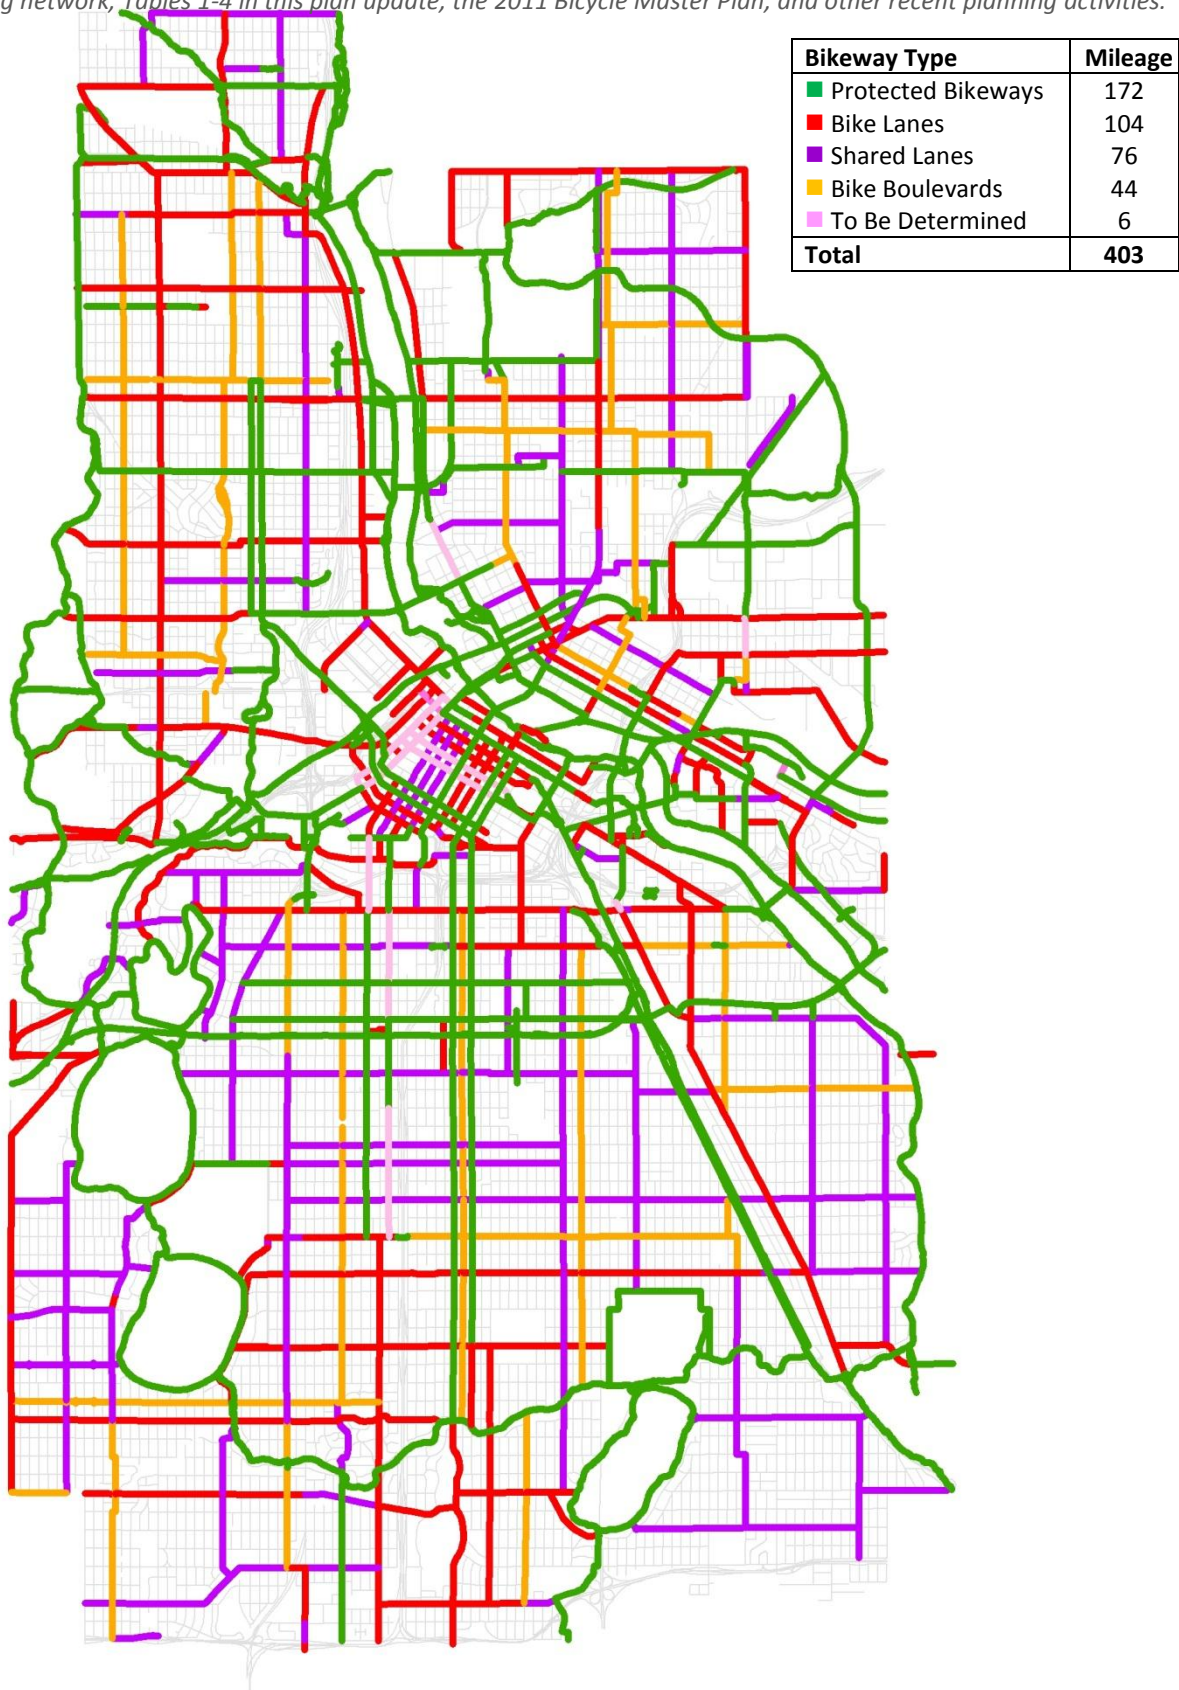 g network, Tables 1-4 in this plan update, the 2011 Bicycle Master Plan, and other recent planning activities.
Bikeway Type Mileage
Protected Bikeways 172
Bike Lanes 104
Shared Lanes 76
Bike Boulevards 44
To Be Determined 6
Total 403